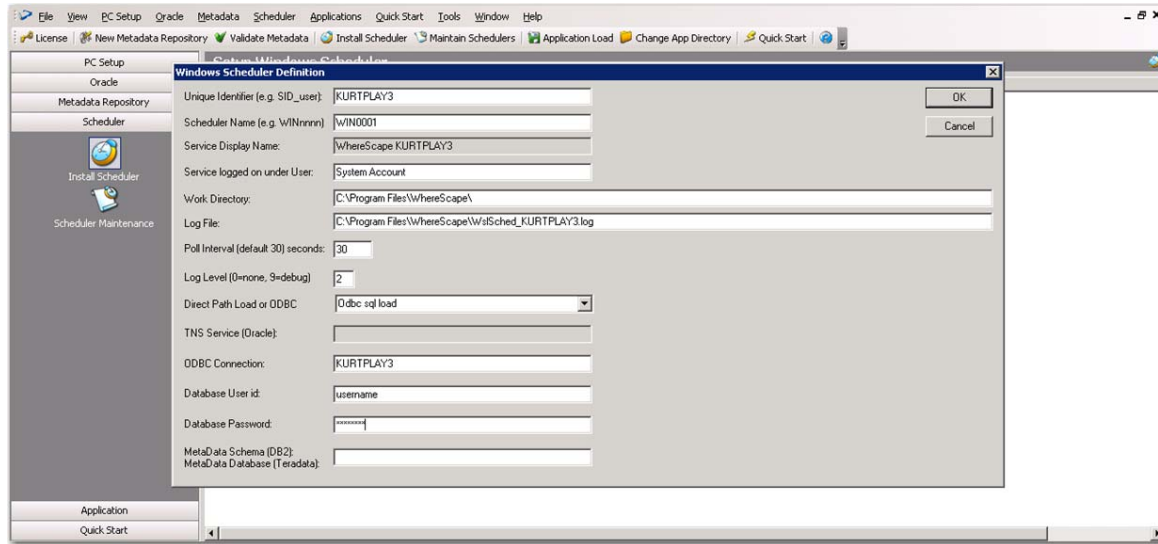 File View PC Setup Oracle Metadata Scheduler Applications Quick Start Tools Window Help
License New Metadata Repository Validate Metadata Install Scheduler Maintain Schedulers Application Load Change App Directory Quick Start
PC Setup
Setup Windows Scheduler
Oracle
Metadata Repository
Scheduler
Install Scheduler
Scheduler Maintenance
Application
Quick Start
Windows Scheduler Definition
Unique Identifier (e.g. SID_user): KURTPLAY3
OK
Scheduler Name (e.g. WINnnnn) WIN0001
Cancel
Service Display Name: WhereScape KURTPLAY3
Service logged on under User: System Account
Work Directory: C:\Program Files\WhereScape\
Log File: C:\Program Files\WhereScape\WslSched_KURTPLAY3.log
Poll Interval (default 30) seconds: 30
Log Level (0=none, 9=debug) 2
Direct Path Load or ODBC Odbc sql load
TNS Service (Oracle):
ODBC Connection: KURTPLAY3
Database User id: username
Database Password: ********
MetaData Schema (DB2):
MetaData Database (Teradata):